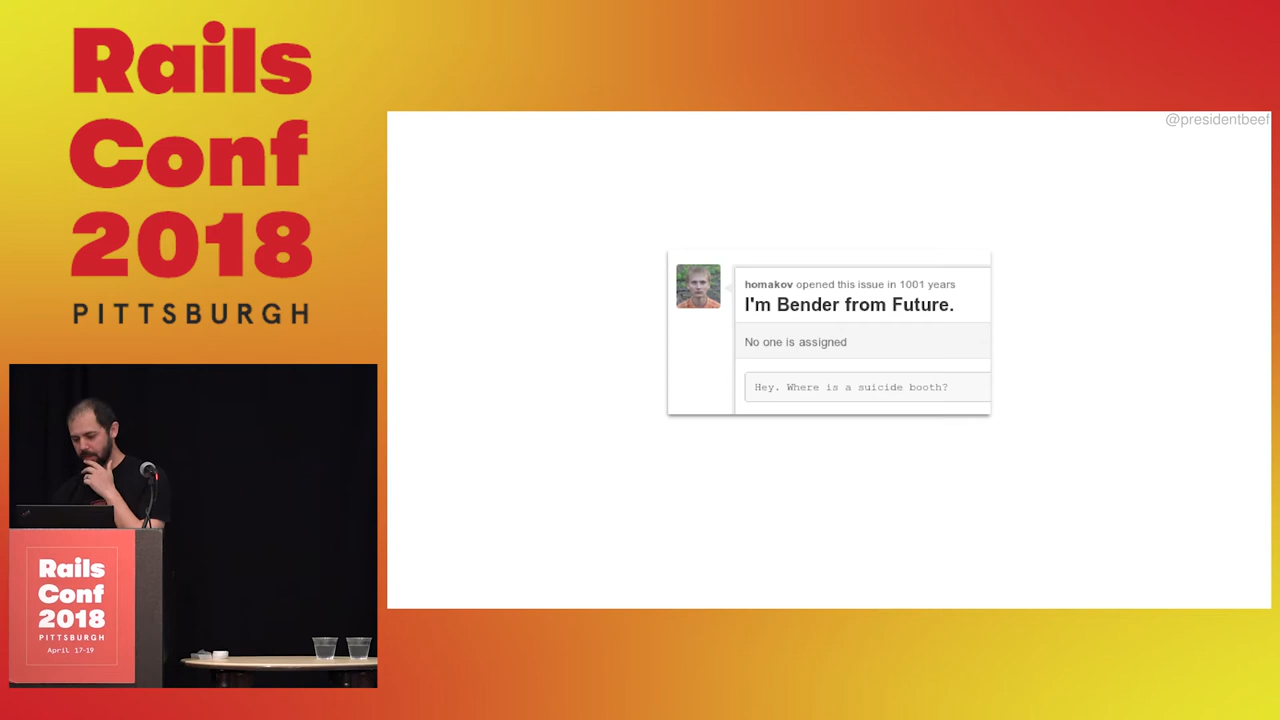 Rails
Conf
2018
PITTSBURGH
@presidentbeef
homakov opened this issue in 1001 years
I'm Bender from Future.
No one is assigned
Hey. Where is a suicide booth?
Rails
Conf
2018
PITTSBURGH
April 17-19